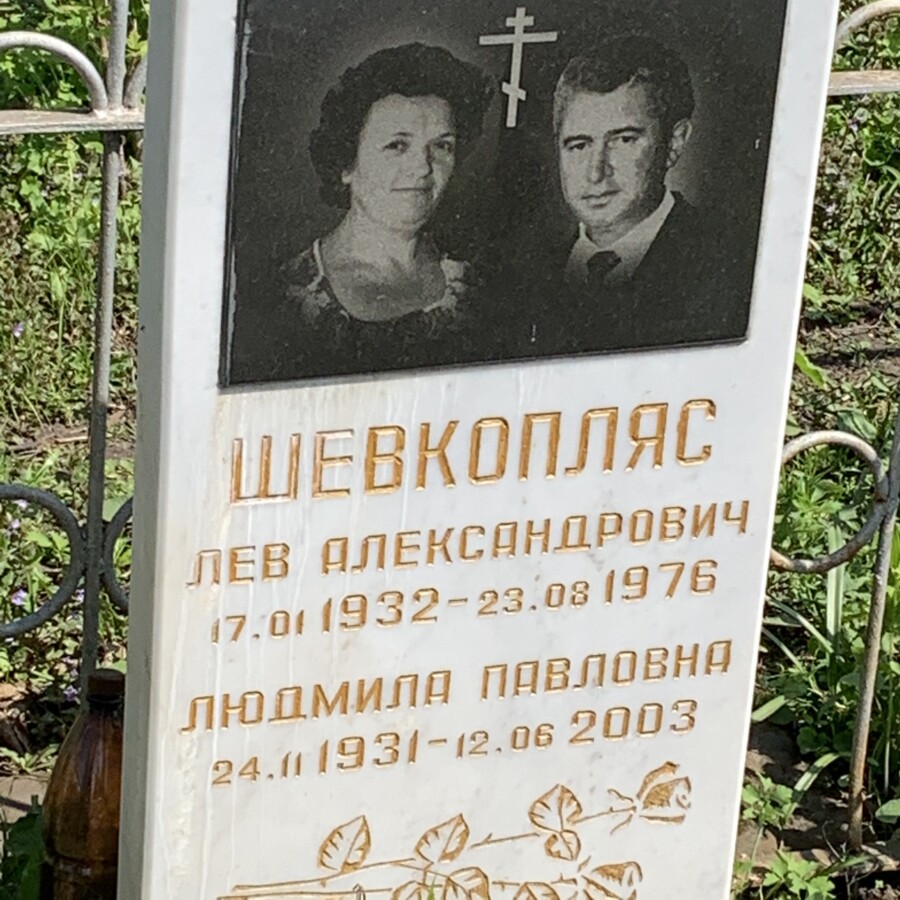 ШЕВКОПЛЯС
ЛЕВ АЛЕКСАНДРОВИЧ
17.01 1932 - 23.08 1976
ЛЮДМИЛА ПАВЛОВНА
24.11 1931 - 12.06 2003